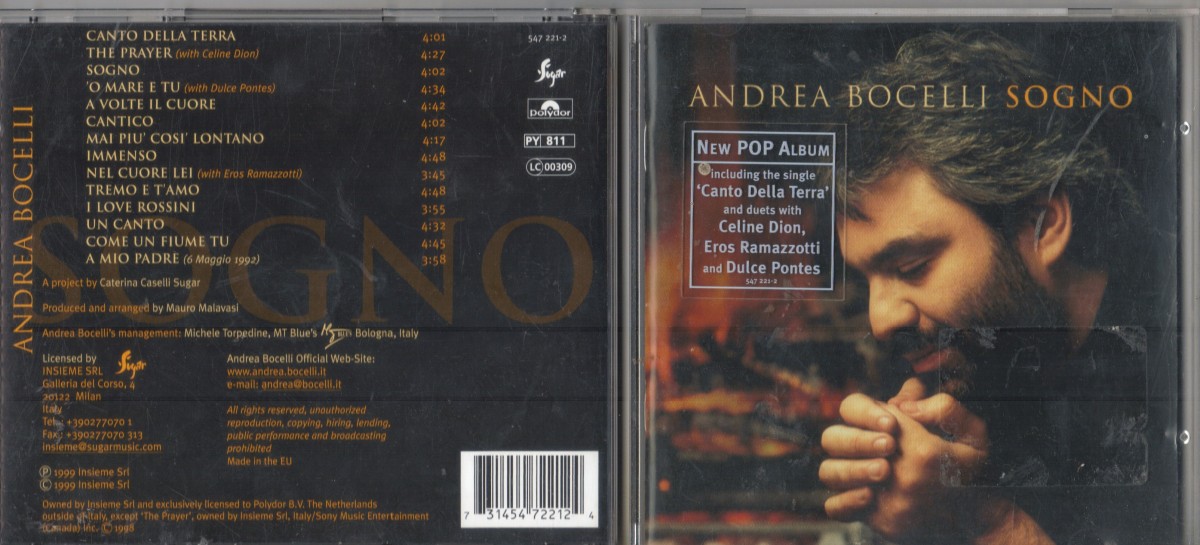 CANTO DELLA TERRA 4:01
THE PRAYER (with Celine Dion) 4:27
SOGNO 4:02
'O MARE E TU (with Dulce Pontes) 4:34
A VOLTE IL CUORE 4:42
CANTICO 4:02
MAI PIU' COSI' LONTANO 4:17
IMMENSO 4:48
NEL CUORE LEI (with Eros Ramazzotti) 3:45
TREMO E T'AMO 4:48
I LOVE ROSSINI 3:55
UN CANTO 4:32
COME UN FIUME TU 4:45
A MIO PADRE (6 Maggio 1992) 3:58
547 221-2
Sugar
polydor
PY 811
LC 00309
ANDREA BOCELLI
SOGNO
A project by Caterina Caselli Sugar
Produced and arranged by Mauro Malavasi
Andrea Bocelli's management: Michele Torpedine, MT Blue's Bologna, Italy
Licensed by
INSIEME SRL
Sugar
Galleria del Corso, 4
20122 Milan
Italy
Tel.: +390277070 1
Fax: +390277070 313
insieme@sugarmusic.com
Andrea Bocelli Official Web-Site:
www.andrea.bocelli.it
e-mail: andrea@bocelli.it
All rights reserved, unauthorized
reproduction, copying, hiring, lending,
public performance and broadcasting
prohibited
Made in the EU
Ⓟ 1999 Insieme Srl
© 1999 Insieme Srl
Owned by Insieme Srl and exclusively licensed to Polydor B.V. The Netherlands
outside of Italy, except 'The Prayer', owned by Insieme Srl, Italy/Sony Music Entertainment
(Canada) Inc. © 1998
7 31454 72212 4
ANDREA BOCELLI SOGNO
NEW POP ALBUM
including the single
'Canto Della Terra'
and duets with
Celine Dion,
Eros Ramazzotti
and Dulce Pontes
547 221-2